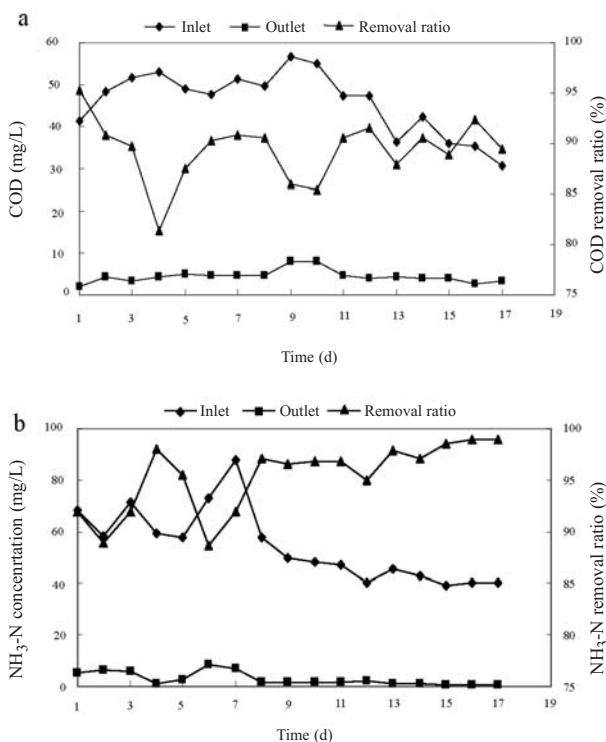 a
Inlet Outlet Removal ratio
COD (mg/L)
60
50
40
30
20
10
0
COD removal ratio (%)
100
95
90
85
80
75
1 3 5 7 9 11 13 15 17 19
Time (d)
b
Inlet Outlet Removal ratio
NH3-N concenrtation (mg/L)
100
80
60
40
20
0
NH3-N removal ratio (%)
100
95
90
85
80
75
1 3 5 7 9 11 13 15 17 19
Time (d)